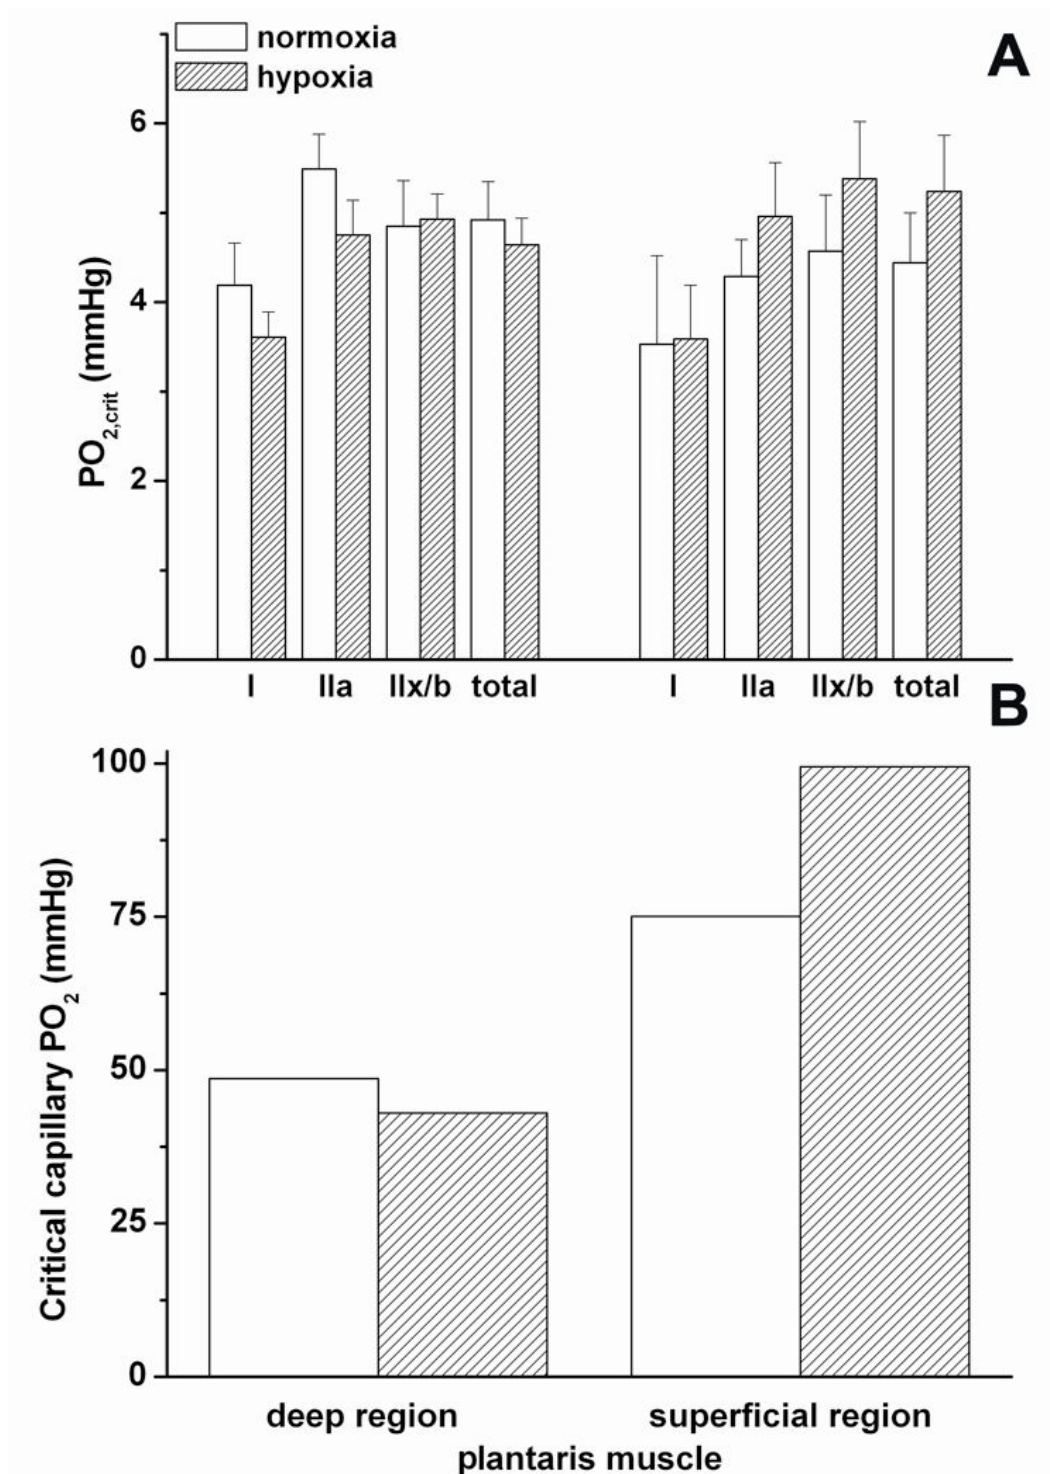 normoxia
hypoxia
A
6
4
2
0
PO2,crit (mmHg)
I IIa IIx/b total I IIa IIx/b total
B
100
75
50
25
0
Critical capillary PO2 (mmHg)
deep region superficial region
plantaris muscle